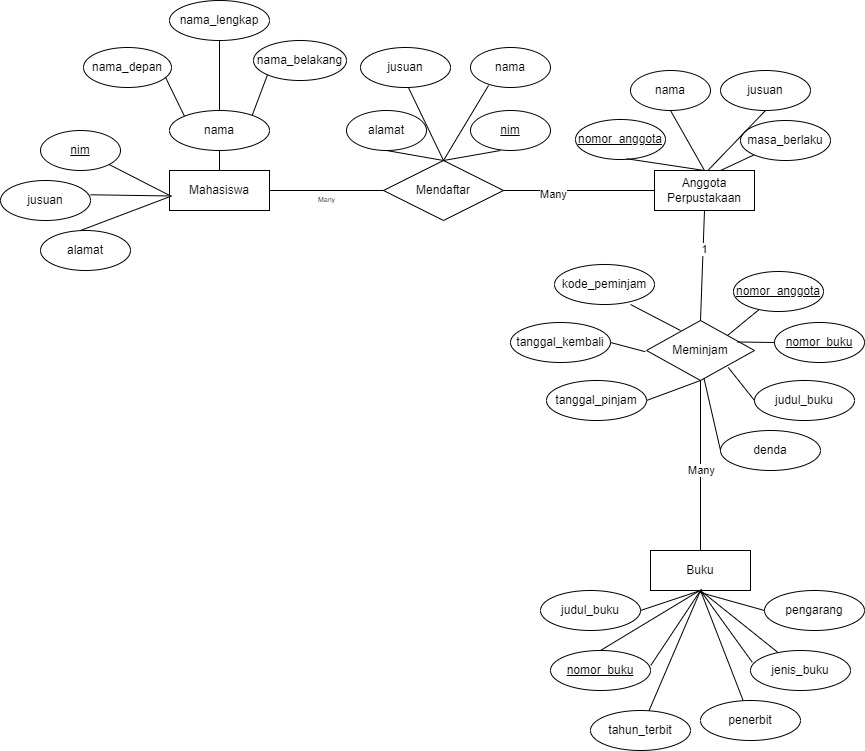 nama_lengkap
nama_depan
nama_belakang
nama
nim
jusuan
alamat
Mahasiswa
Many
jusuan
nama
alamat
nim
Mendaftar
Many
nama
jusuan
nomor_anggota
masa_berlaku
Anggota
Perpustakaan
1
kode_peminjam
nomor_anggota
tanggal_kembali
Meminjam
nomor_buku
tanggal_pinjam
judul_buku
denda
Many
Buku
judul_buku
pengarang
nomor_buku
jenis_buku
tahun_terbit
penerbit